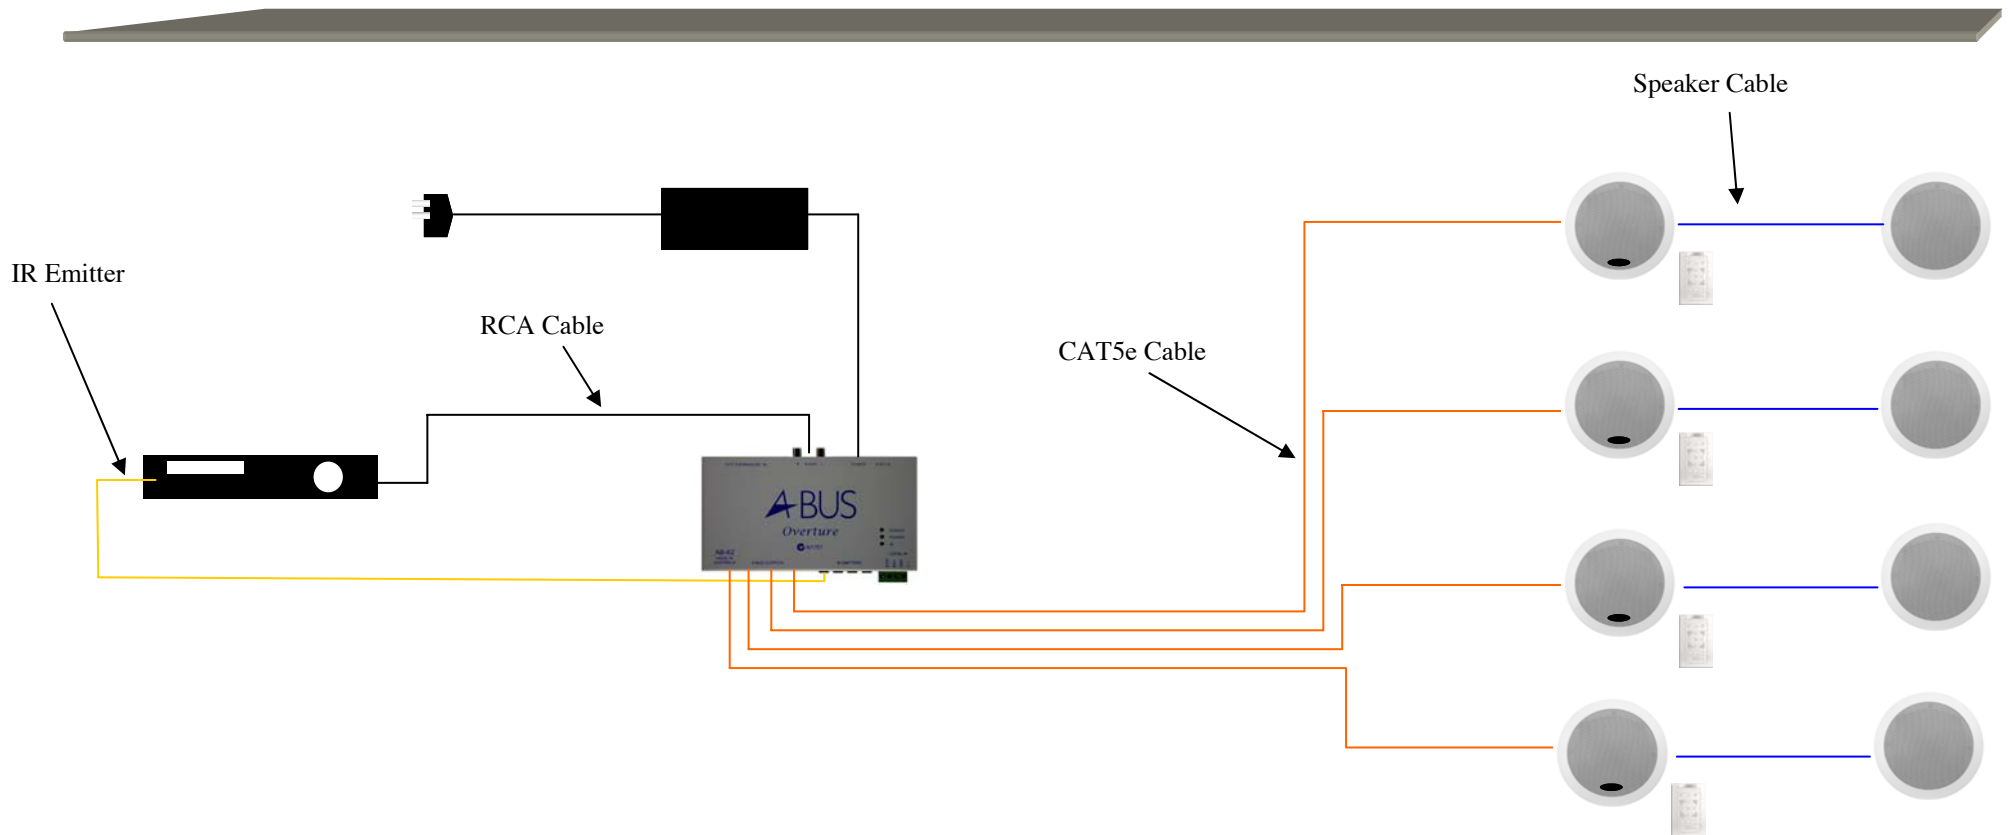 Speaker Cable
IR Emitter
RCA Cable
CAT5e Cable
A-BUS
Overture